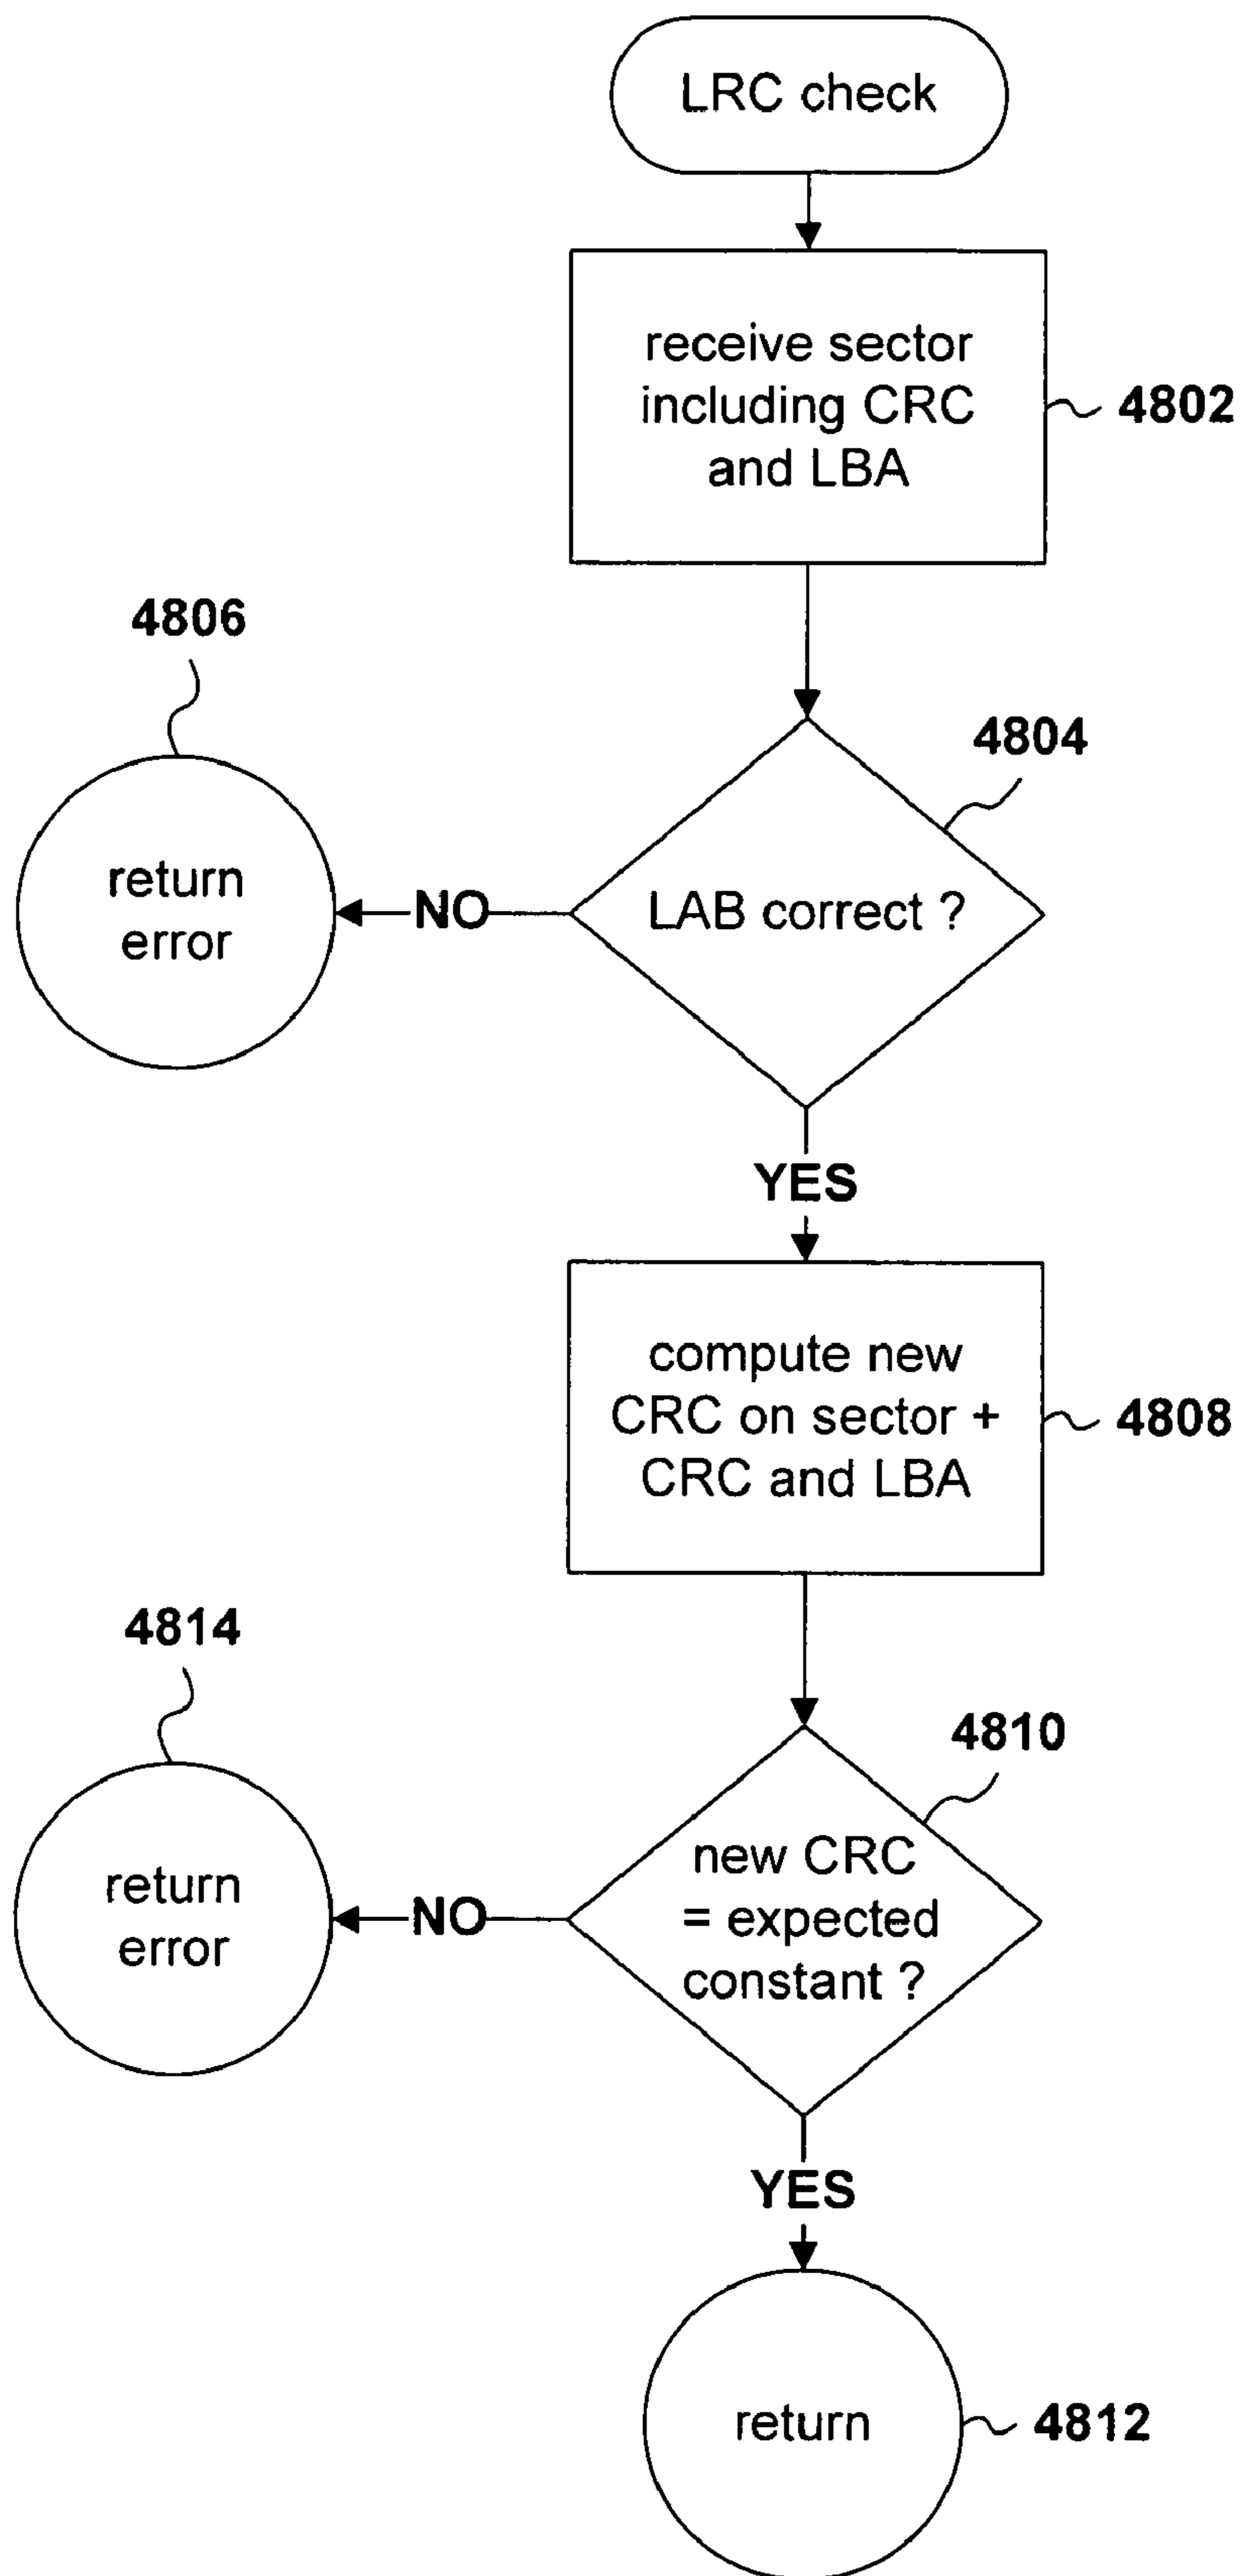 LRC check
receive sector
including CRC
and LBA
4802
4806
4804
return
error
NO
LAB correct ?
YES
compute new
CRC on sector +
CRC and LBA
4808
4814
4810
return
error
NO
new CRC
= expected
constant ?
YES
return
4812